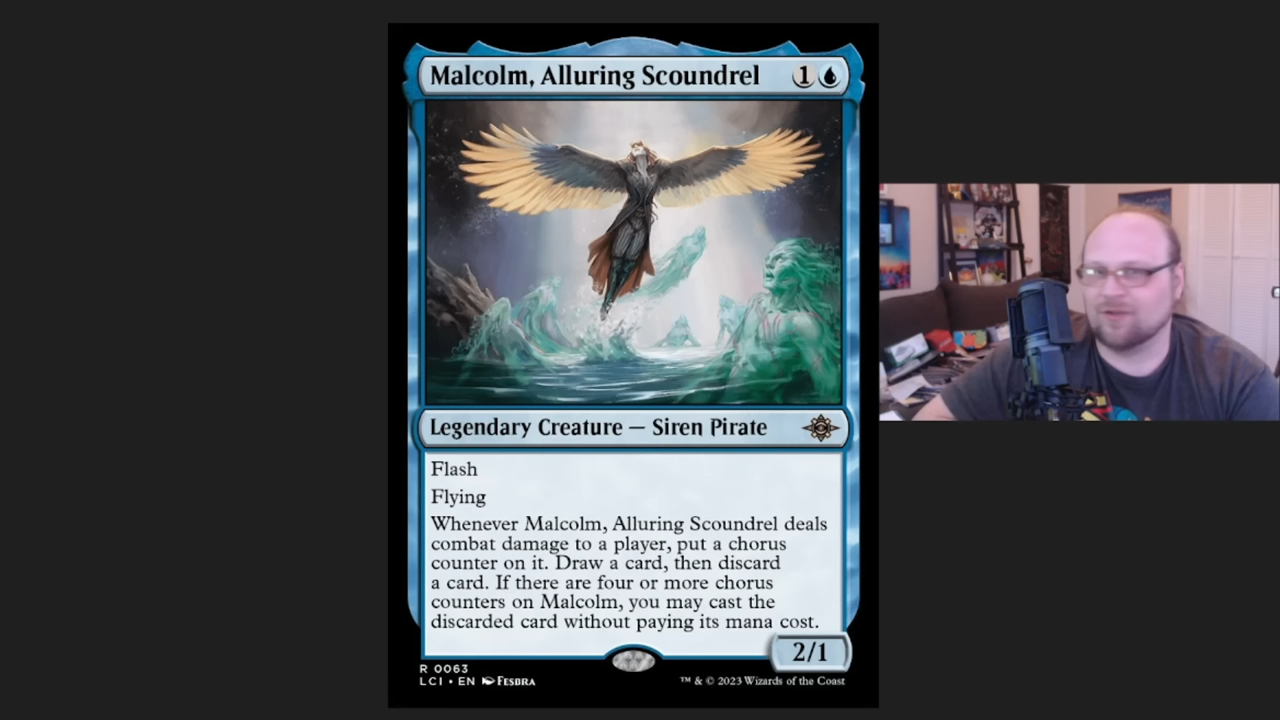 Malcolm, Alluring Scoundrel 1
Legendary Creature — Siren Pirate
Flash
Flying
Whenever Malcolm, Alluring Scoundrel deals
combat damage to a player, put a chorus
counter on it. Draw a card, then discard
a card. If there are four or more chorus
counters on Malcolm, you may cast the
discarded card without paying its mana cost.
2/1
R 0063
LCI • EN FESBRA
™ & © 2023 Wizards of the Coast